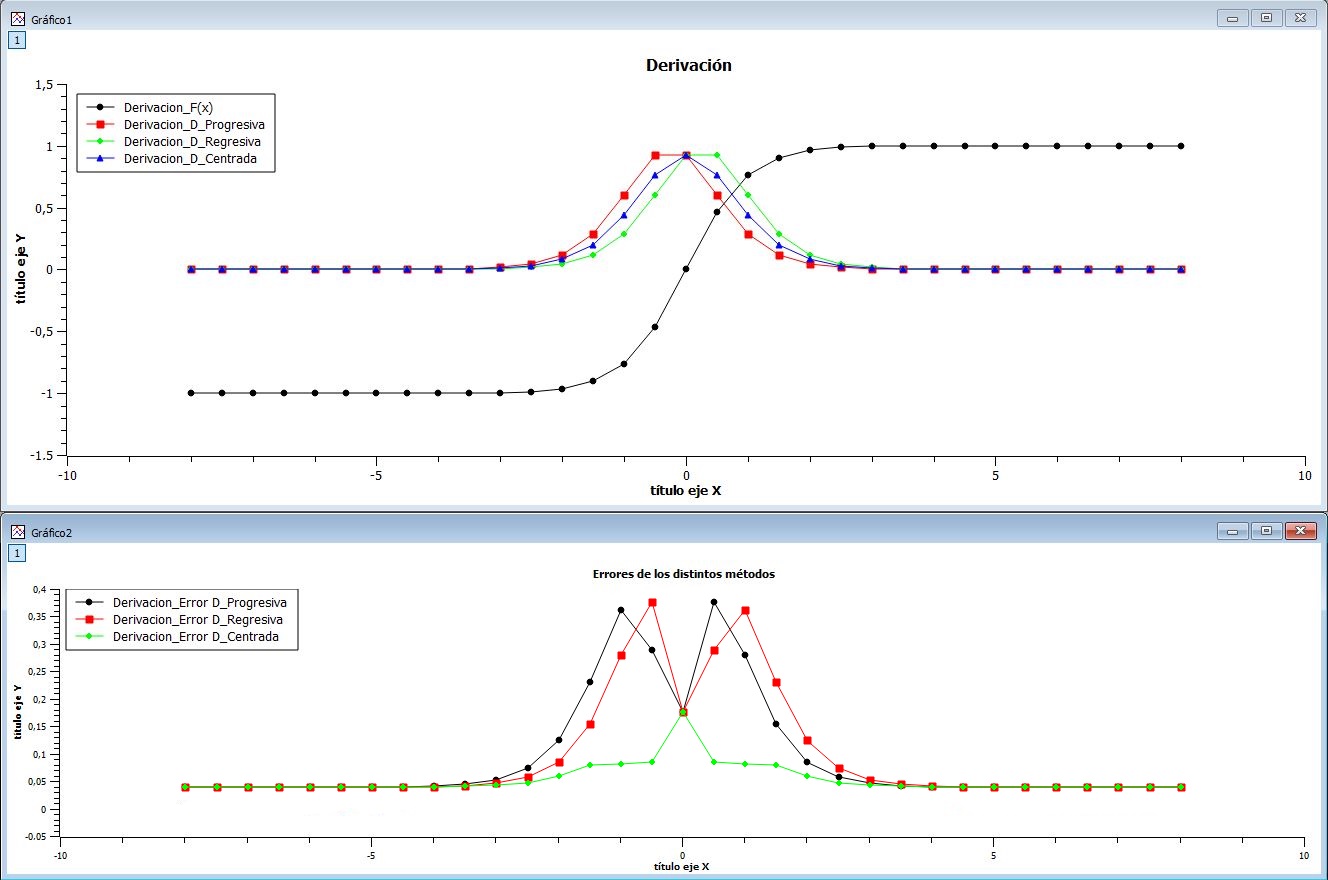 Gráfico1
1
Derivación
Derivacion_F(x)
Derivacion_D_Progresiva
Derivacion_D_Regresiva
Derivacion_D_Centrada
1,5
1
0,5
0
-0,5
-1
-1.5
título eje Y
-10
-5
0
5
10
título eje X
Gráfico2
1
Errores de los distintos métodos
Derivacion_Error D_Progresiva
Derivacion_Error D_Regresiva
Derivacion_Error D_Centrada
0,4
0,35
0,3
0,25
0,2
0,15
0,1
0,05
0
-0.05
título eje Y
-10
-5
0
5
10
título eje X